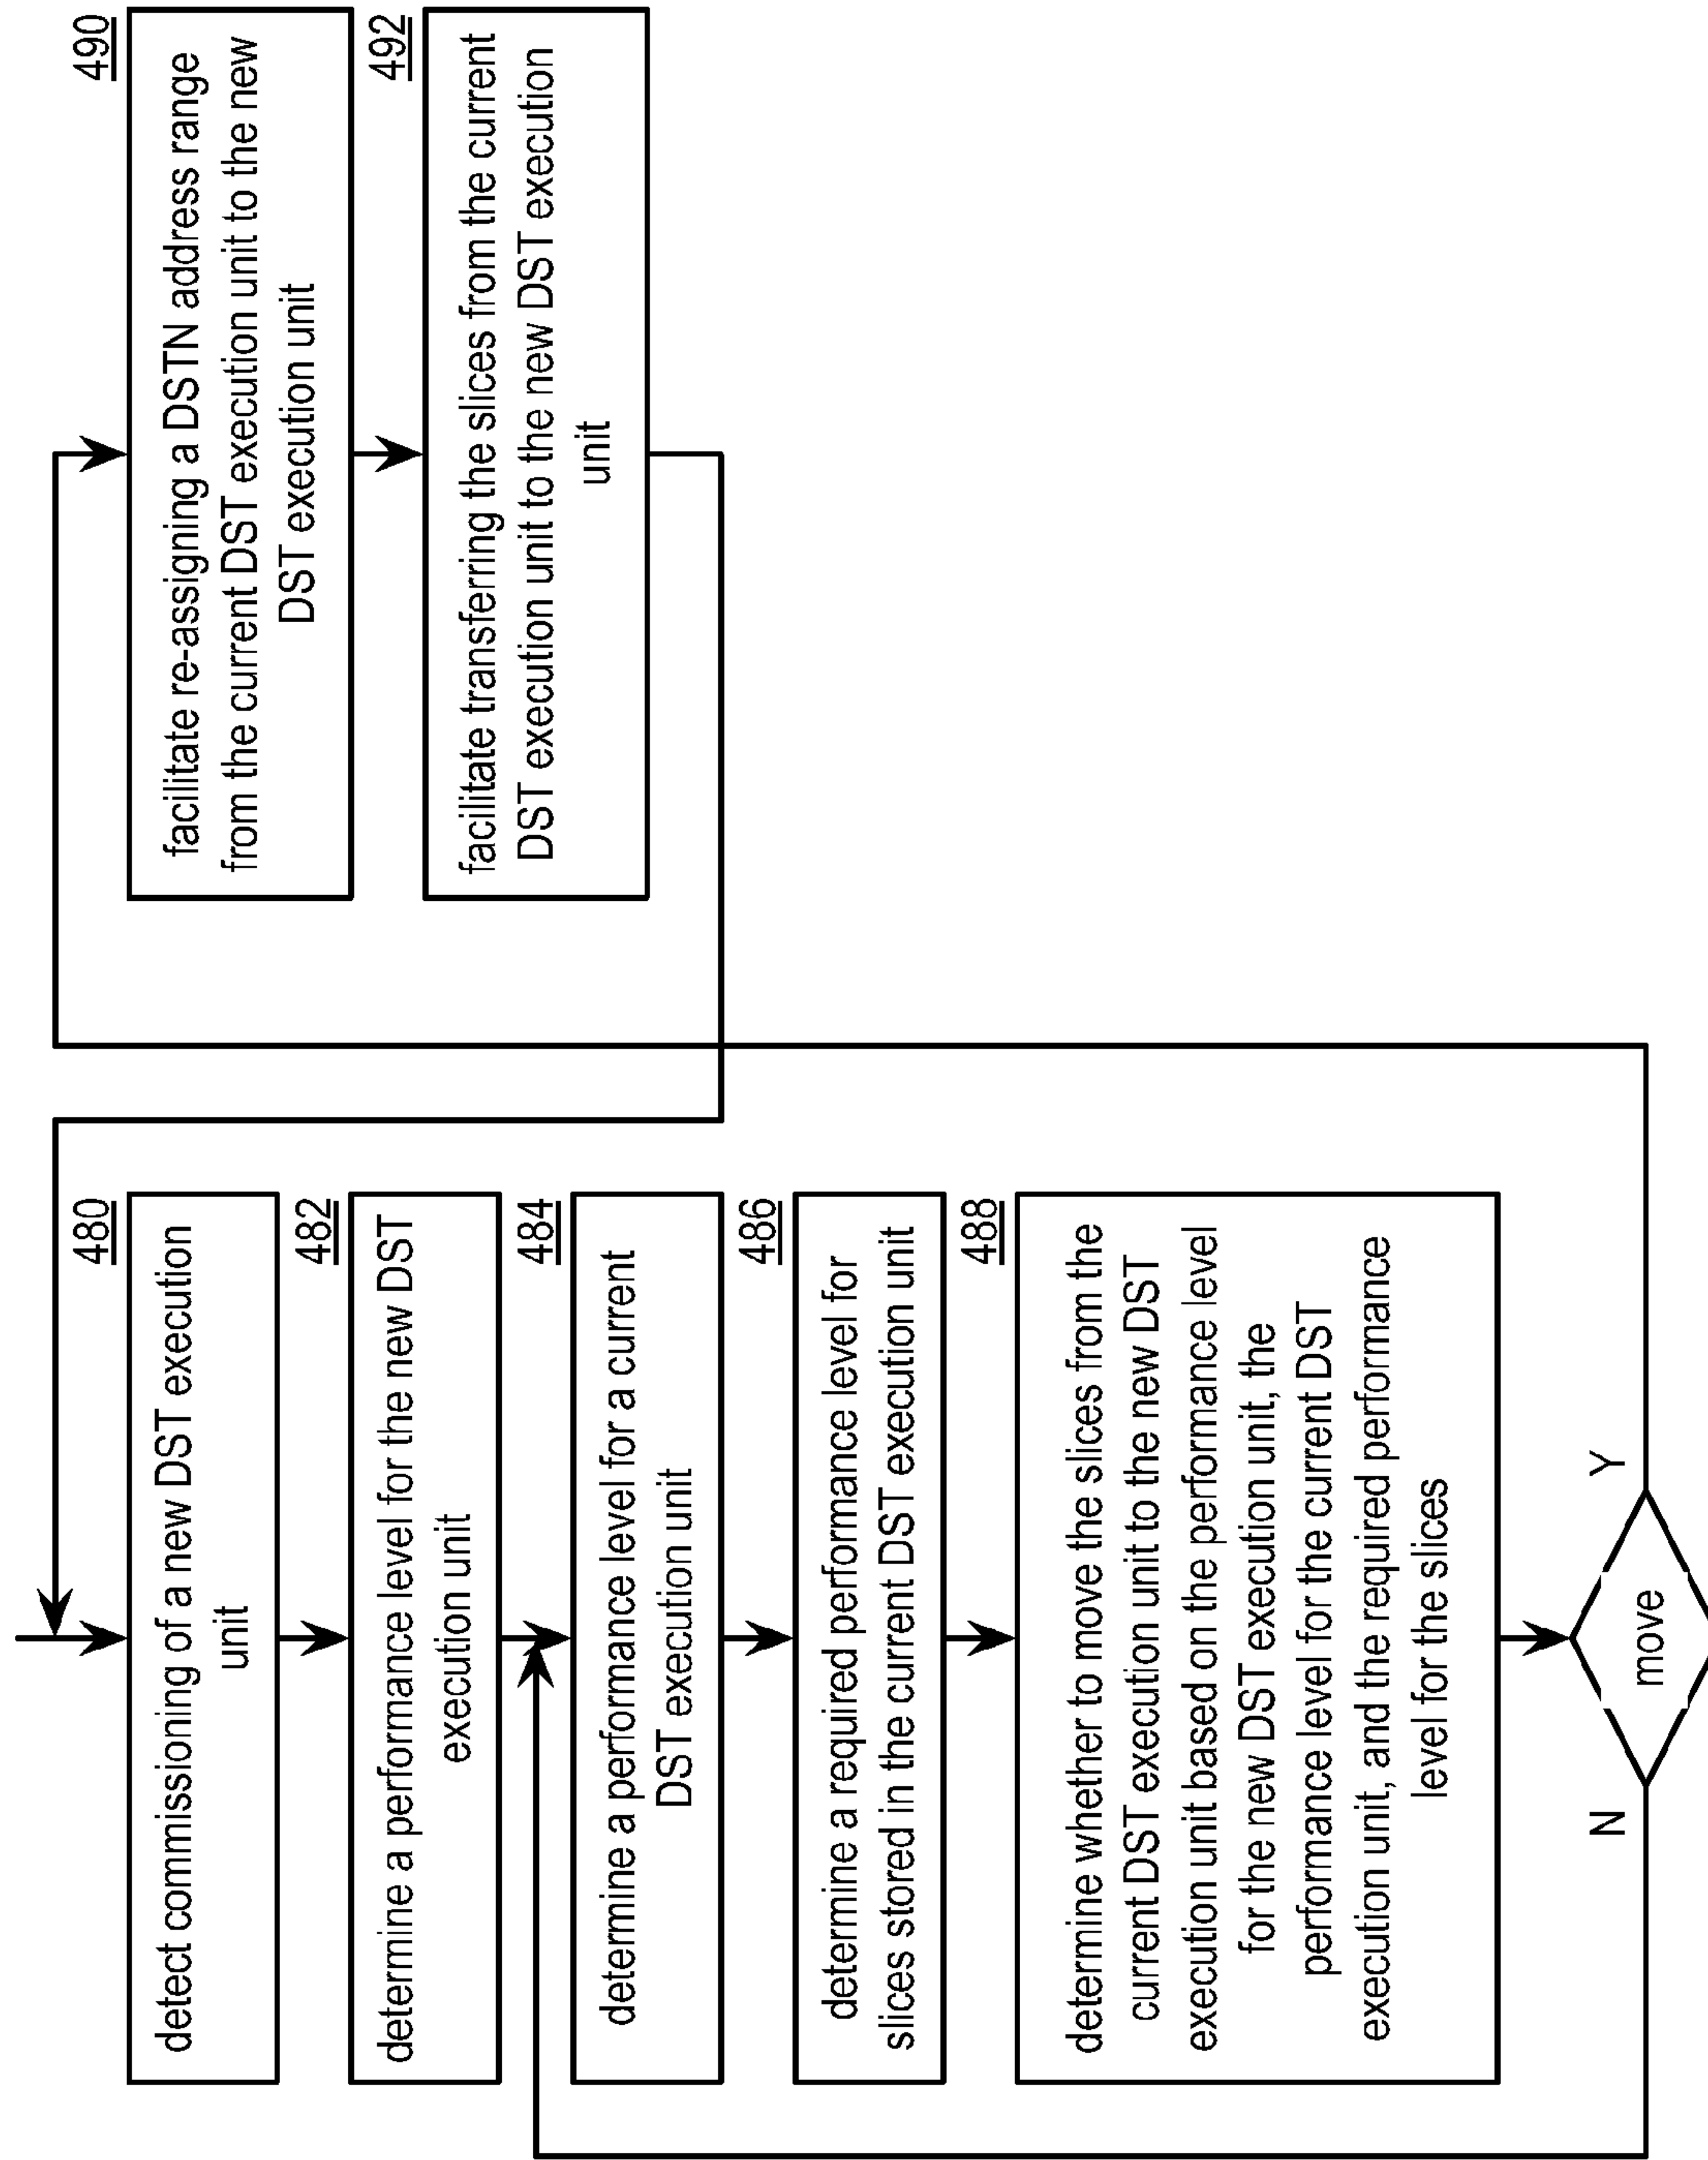 480
detect commissioning of a new DST execution
unit
482
determine a performance level for the new DST
execution unit
484
determine a performance level for a current
DST execution unit
486
determine a required performance level for
slices stored in the current DST execution unit
488
determine whether to move the slices from the
current DST execution unit to the new DST
execution unit based on the performance level
for the new DST execution unit, the
performance level for the current DST
execution unit, and the required performance
level for the slices
N
move
Y
490
facilitate re-assigning a DSTN address range
from the current DST execution unit to the new
DST execution unit
492
facilitate transferring the slices from the current
DST execution unit to the new DST execution
unit